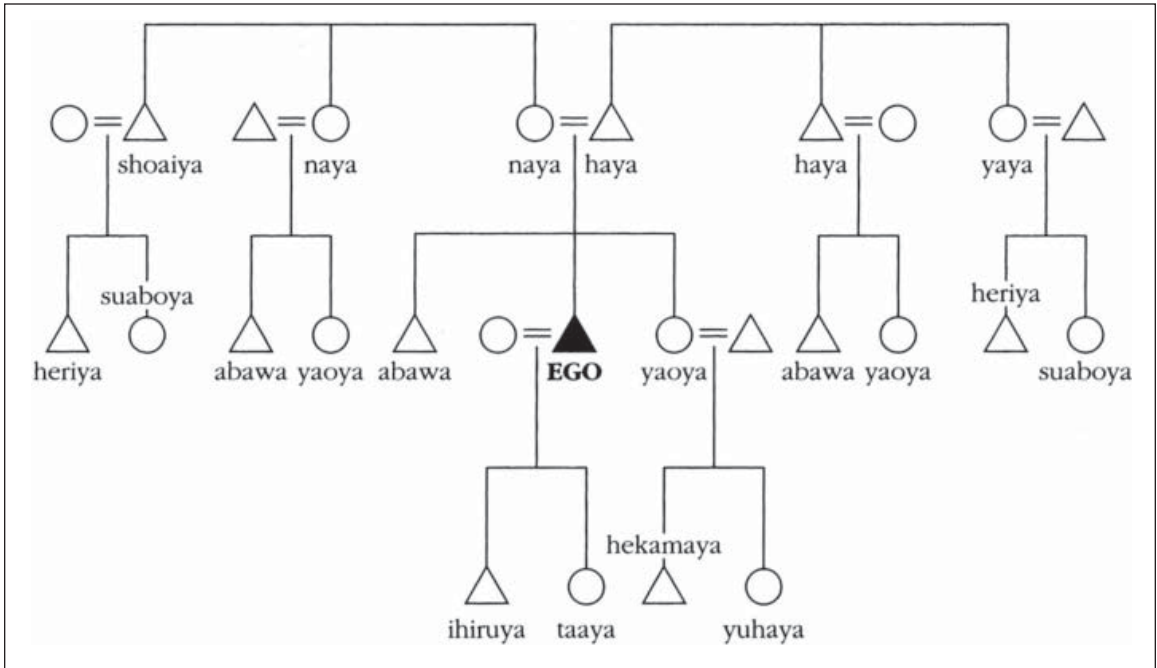 shoaiya naya naya haya haya yaya
suaboya heriya
heriya abawa yaoya abawa EGO yaoya abawa yaoya suaboya
hekamaya
ihiruya taaya yuhaya